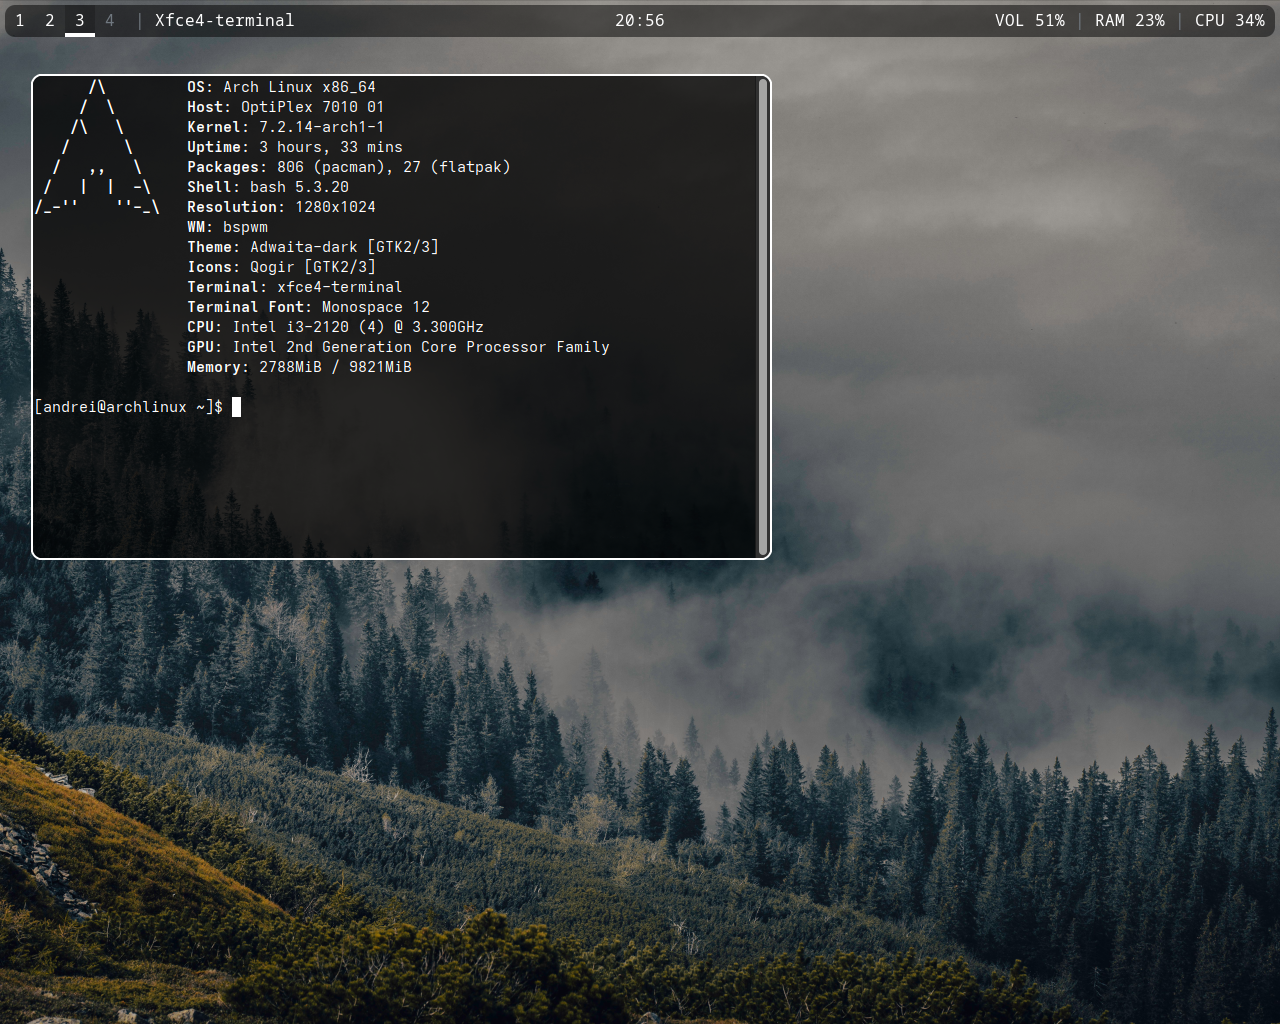 1 2 3 4 | Xfce4-terminal 20:56 VOL 51% | RAM 23% | CPU 34%
OS: Arch Linux x86_64
Host: OptiPlex 7010 01
Kernel: 7.2.14-arch1-1
Uptime: 3 hours, 33 mins
Packages: 806 (pacman), 27 (flatpak)
Shell: bash 5.3.20
Resolution: 1280x1024
WM: bspwm
Theme: Adwaita-dark [GTK2/3]
Icons: Qogir [GTK2/3]
Terminal: xfce4-terminal
Terminal Font: Monospace 12
CPU: Intel i3-2120 (4) @ 3.300GHz
GPU: Intel 2nd Generation Core Processor Family
Memory: 2788MiB / 9821MiB
[andrei@archlinux ~]$